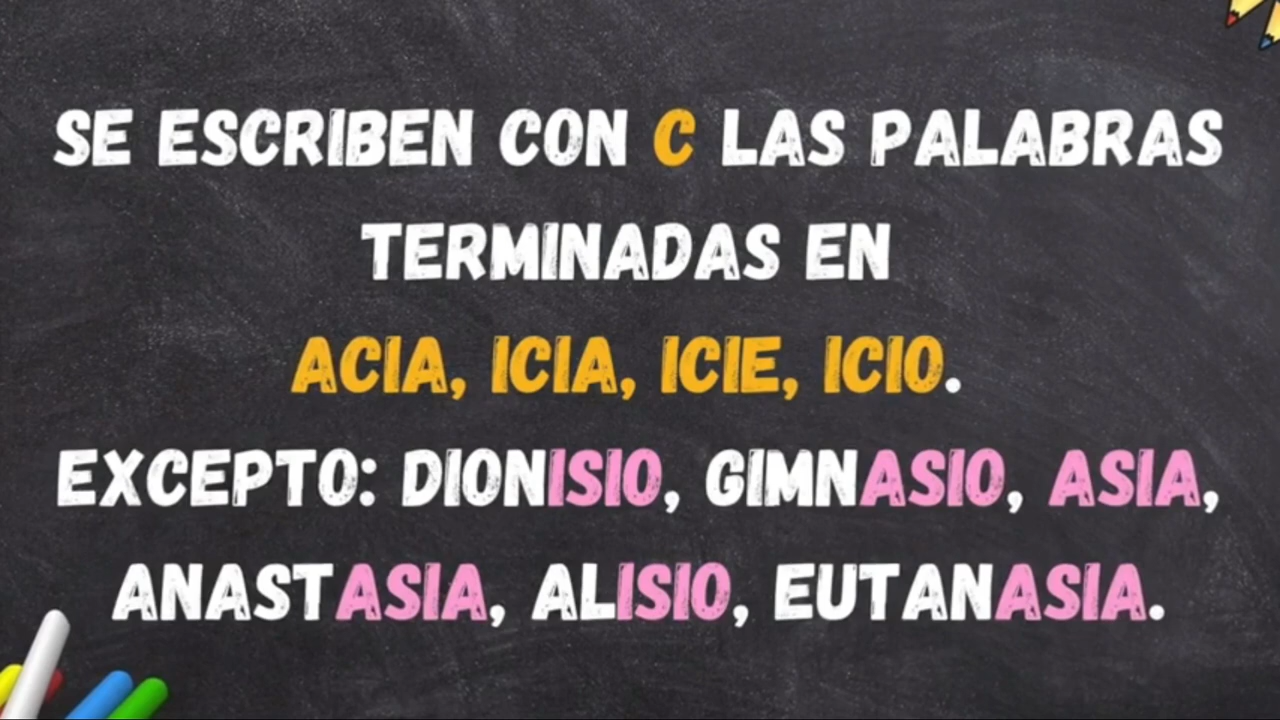 SE ESCRIBEN CON C LAS PALABRAS
TERMINADAS EN
ACIA, ICIA, ICIE, ICIO.
EXCEPTO: DIONISIO, GIMNASIO, ASIA,
ANASTASIA, ALISIO, EUTANASIA.